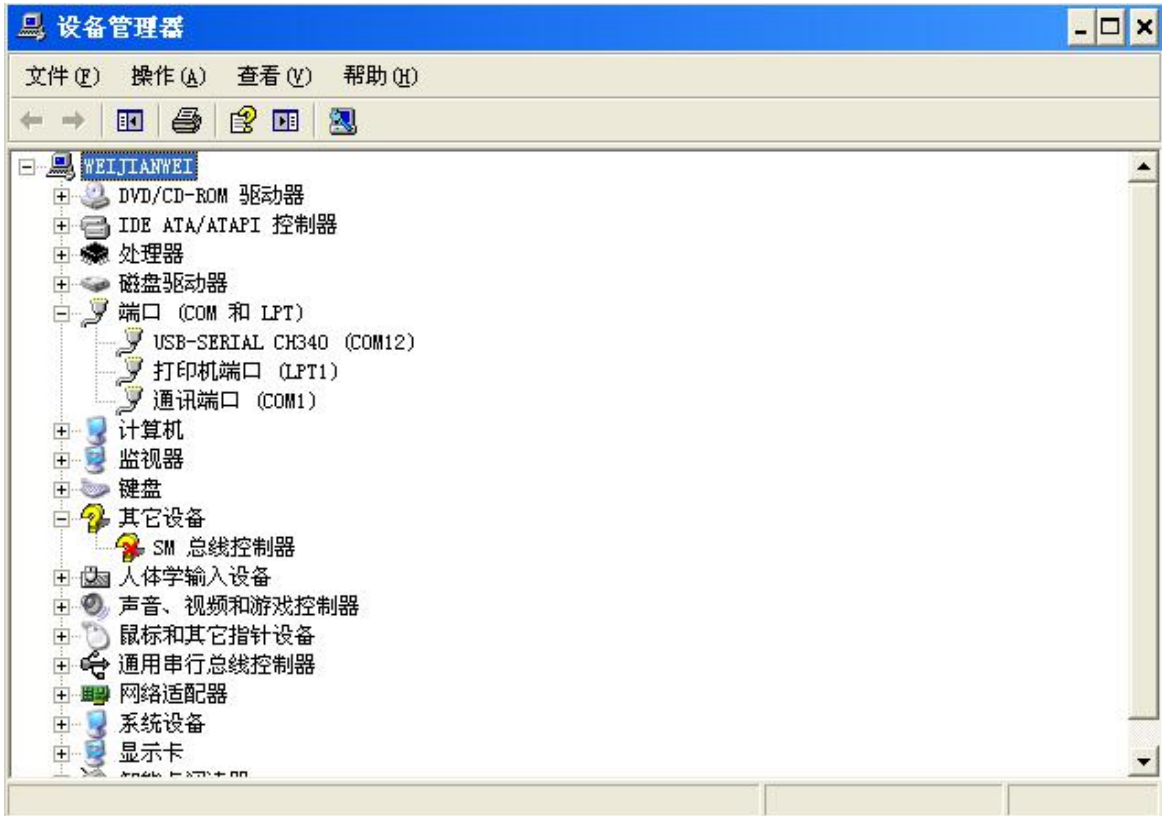 设备管理器
文件(F) 操作(A) 查看(V) 帮助(H)
WEIJIANWEI
DVD/CD-ROM 驱动器
IDE ATA/ATAPI 控制器
处理器
磁盘驱动器
端口 (COM 和 LPT)
USB-SERIAL CH340 (COM12)
打印机端口 (LPT1)
通讯端口 (COM1)
计算机
监视器
键盘
其它设备
SM 总线控制器
人体学输入设备
声音、视频和游戏控制器
鼠标和其它指针设备
通用串行总线控制器
网络适配器
系统设备
显示卡